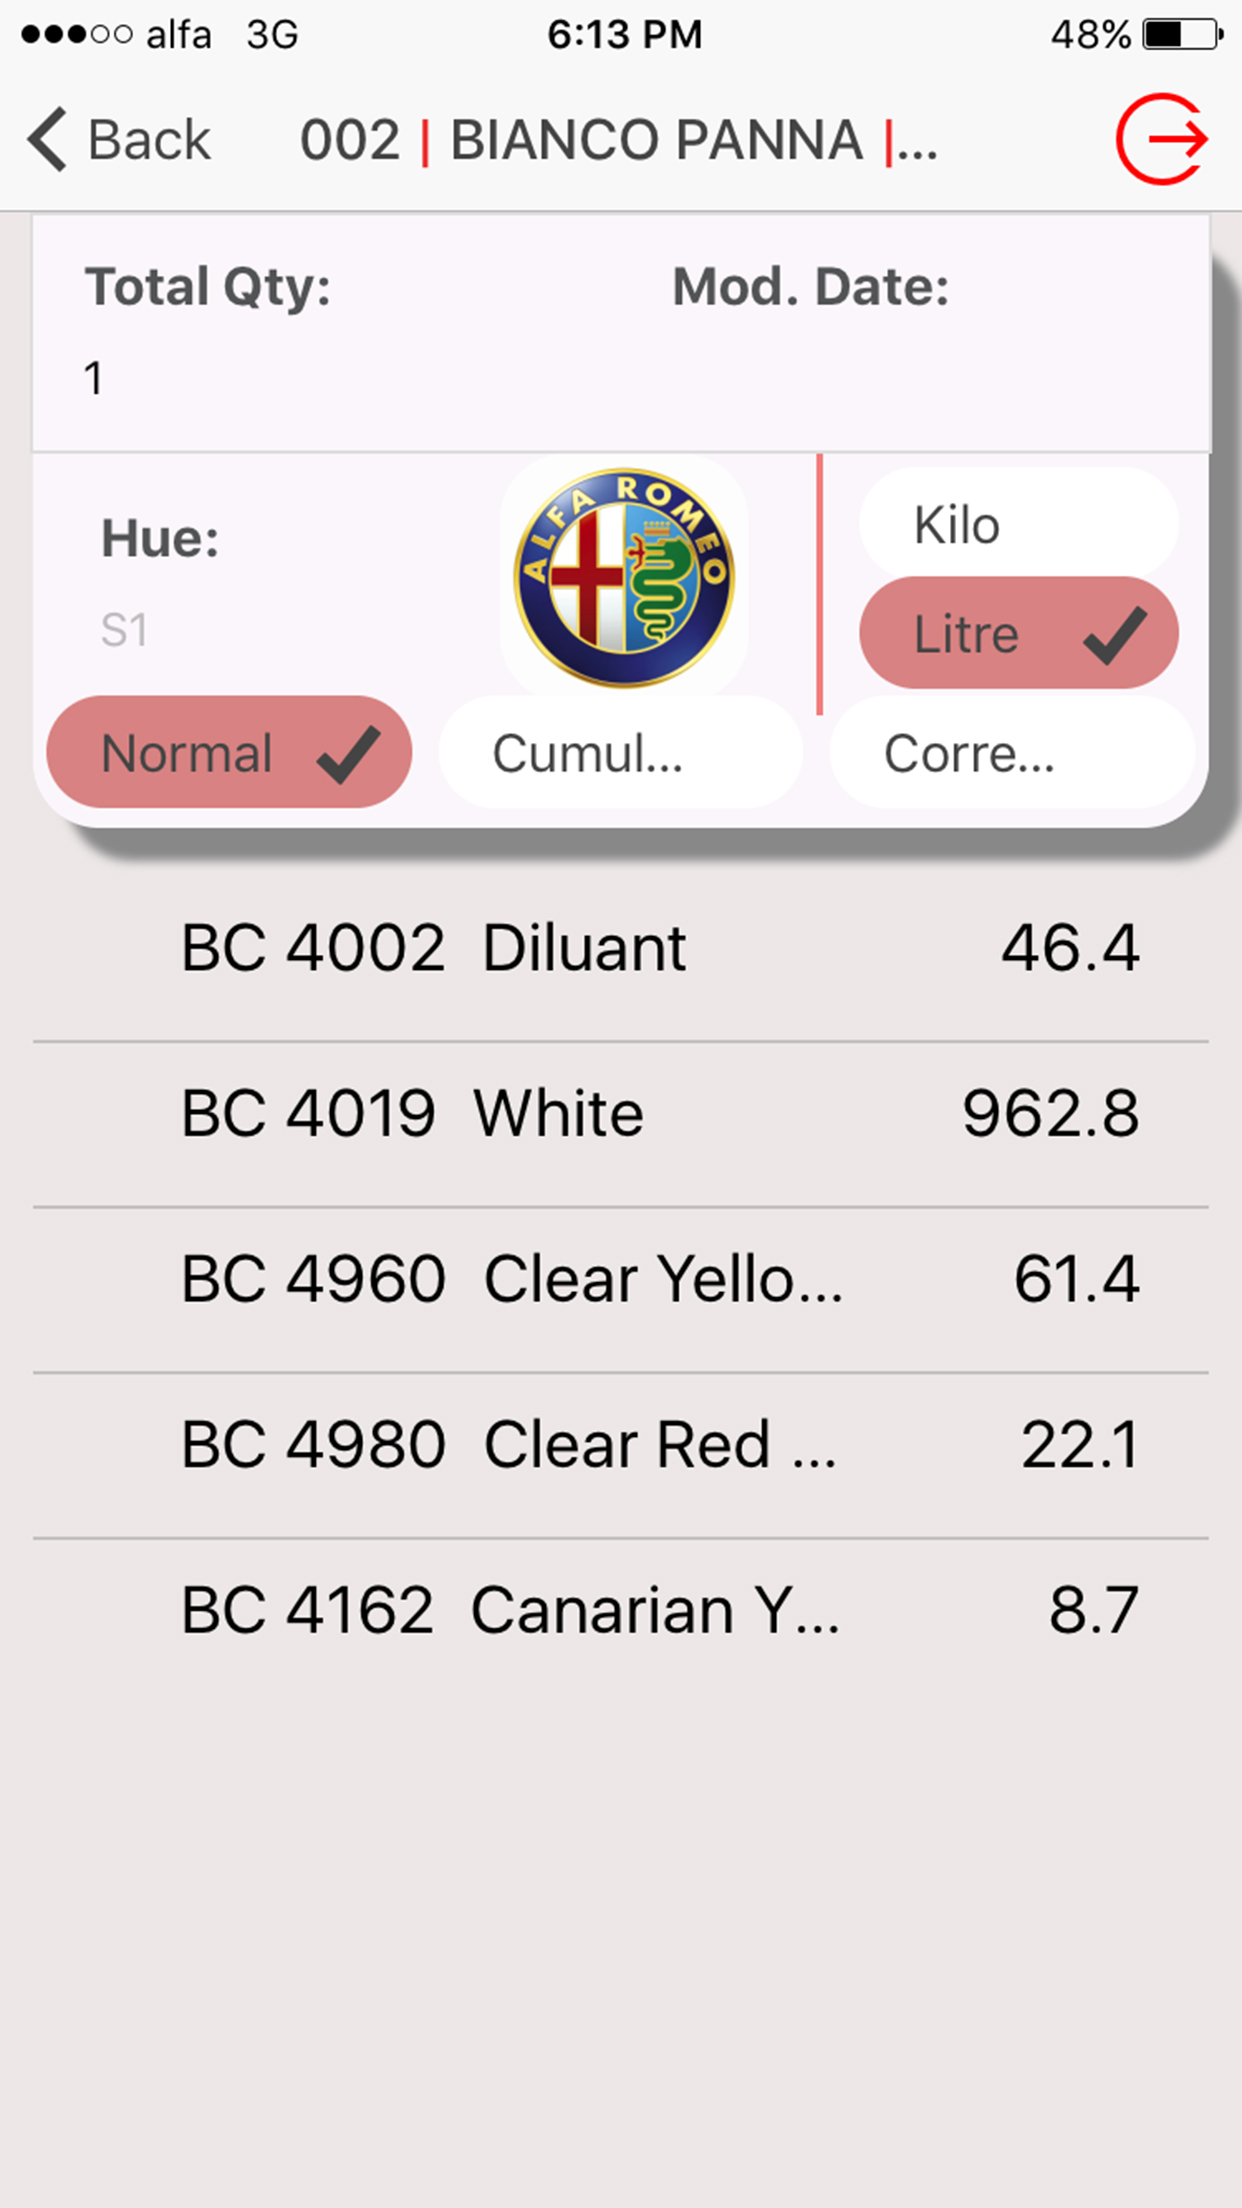 alfa 3G 6:13 PM 48%
Back 002 | BIANCO PANNA |...
Total Qty: Mod. Date:
1
Hue:
S1
ALFA ROMEO
Kilo
Litre
Normal Cumul... Corre...
BC 4002 Diluant 46.4
BC 4019 White 962.8
BC 4960 Clear Yello... 61.4
BC 4980 Clear Red ... 22.1
BC 4162 Canarian Y... 8.7